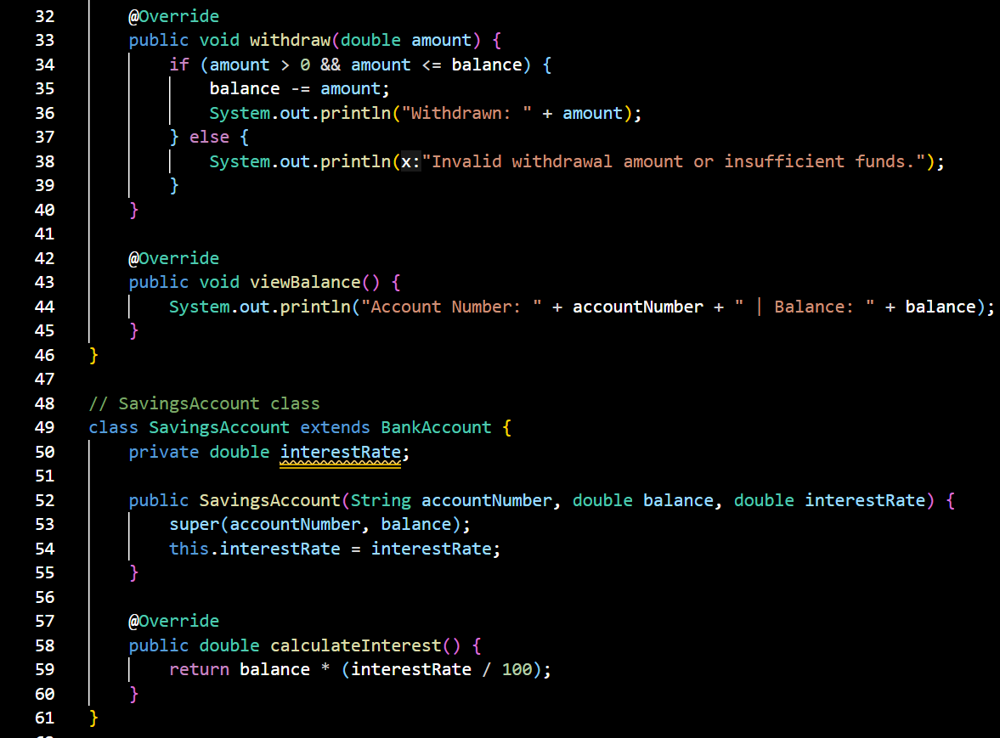 32 @Override
33 public void withdraw(double amount) {
34 if (amount > 0 && amount <= balance) {
35 balance -= amount;
36 System.out.println("Withdrawn: " + amount);
37 } else {
38 System.out.println(x:"Invalid withdrawal amount or insufficient funds.");
39 }
40 }
41
42 @Override
43 public void viewBalance() {
44 System.out.println("Account Number: " + accountNumber + " | Balance: " + balance);
45 }
46 }
47
48 // SavingsAccount class
49 class SavingsAccount extends BankAccount {
50 private double interestRate;
51
52 public SavingsAccount(String accountNumber, double balance, double interestRate) {
53 super(accountNumber, balance);
54 this.interestRate = interestRate;
55 }
56
57 @Override
58 public double calculateInterest() {
59 return balance * (interestRate / 100);
60 }
61 }